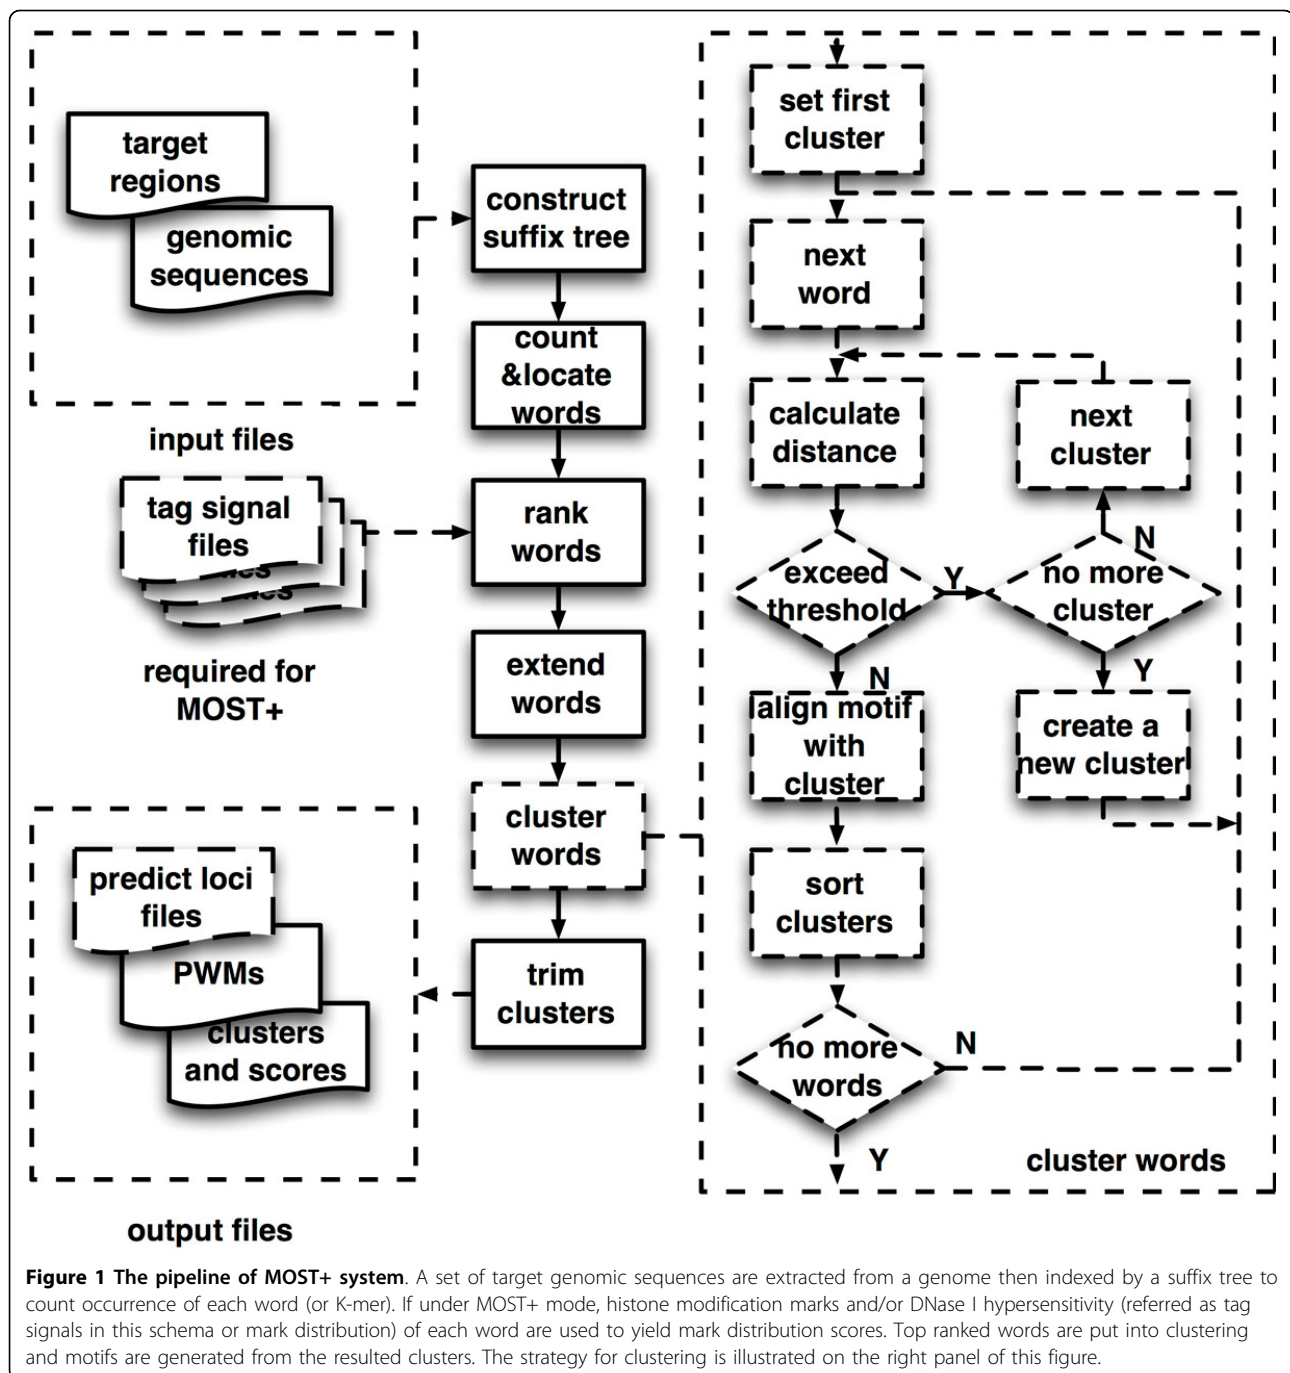 target
regions
genomic
sequences
input files
tag signal
files
required for
MOST+
predict loci
files
PWMs
clusters
and scores
output files
construct
suffix tree
count
&locate
words
rank
words
extend
words
cluster
words
trim
clusters
set first
cluster
next
word
calculate
distance
next
cluster
exceed
threshold
Y
N
no more
cluster
N
Y
align motif
with
cluster
create a
new cluster
sort
clusters
no more
words
N
Y
cluster words
Figure 1 The pipeline of MOST+ system. A set of target genomic sequences are extracted from a genome then indexed by a suffix tree to
count occurrence of each word (or K-mer). If under MOST+ mode, histone modification marks and/or DNase I hypersensitivity (referred as tag
signals in this schema or mark distribution) of each word are used to yield mark distribution scores. Top ranked words are put into clustering
and motifs are generated from the resulted clusters. The strategy for clustering is illustrated on the right panel of this figure.